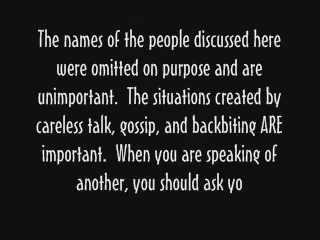 The names of the people discussed here
were omitted on purpose and are
unimportant.  The situations created by
careless talk, gossip, and backbiting ARE
important.  When you are speaking of
another, you should ask yo